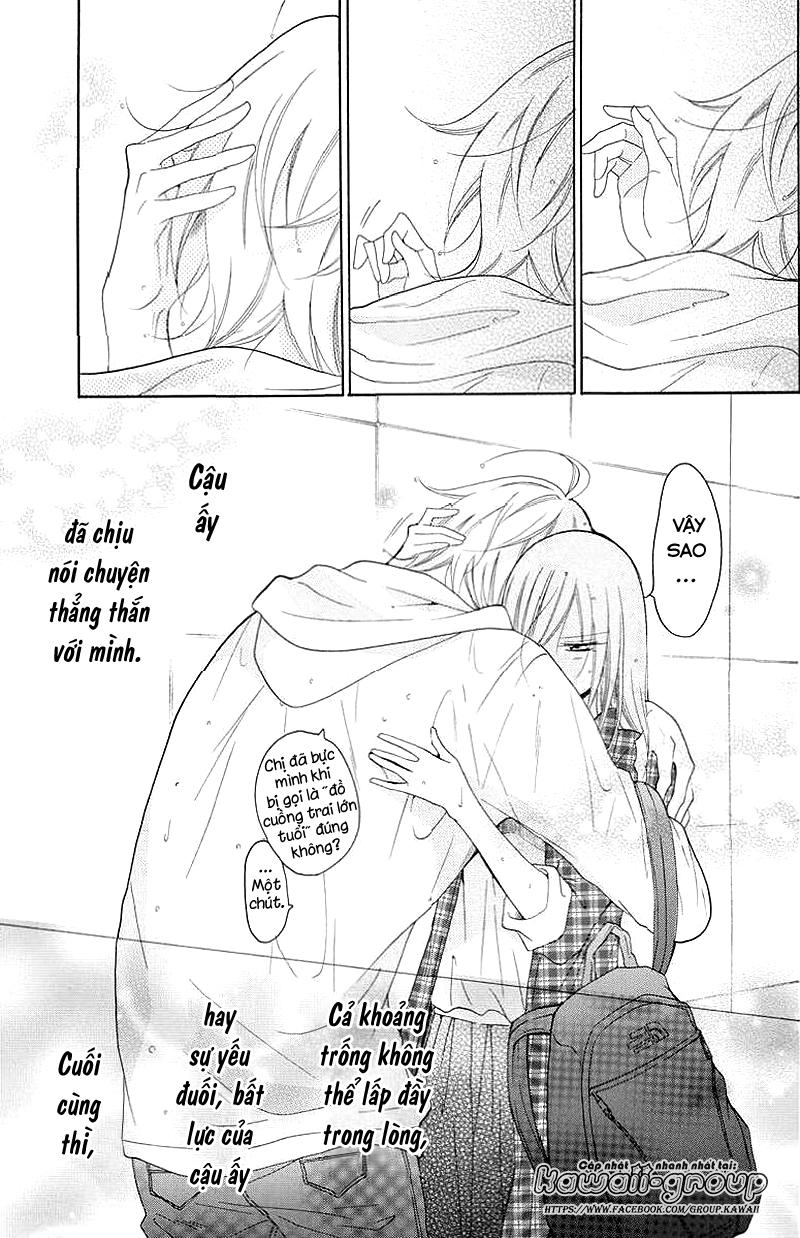 VẬY
SAO
...
Cậu
ấy
đã chịu
nói chuyện
thẳng thắn
với mình.
Chị đã bực
mình khi
bị gọi là "đồ
cuồng trai lớn
tuổi" đúng
không?
...
Một
chút.
Cả khoảng
trống không
thể lấp đầy
trong lòng,
hay
sự yếu
đuối, bất
lực của
cậu ấy
Cuối
cùng
thì,
Cập nhật nhanh nhất tại:
kawaii-group
HTTPS://WWW.FACEBOOK.COM/GROUP.KAWAII